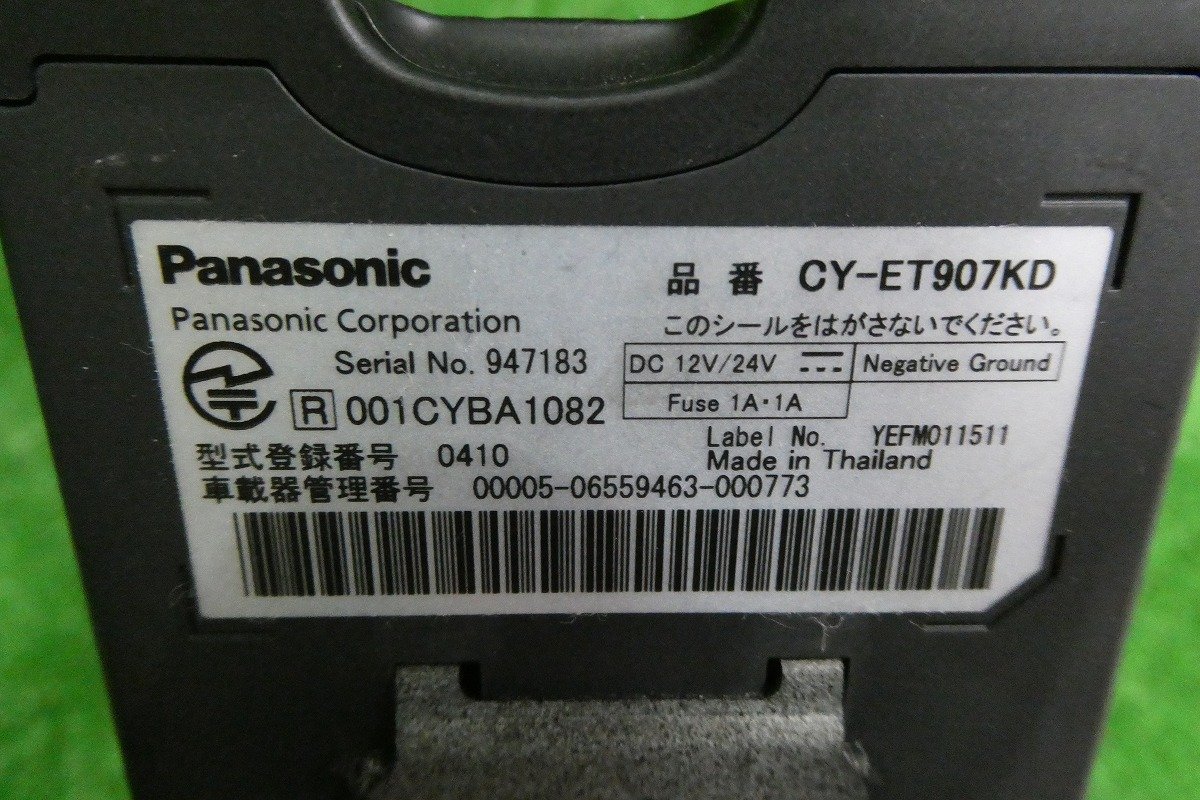 Panasonic
品 番 CY-ET907KD
Panasonic Corporation
このシールをはがさないでください。
Serial No. 947183
DC 12V/24V
Negative Ground
R 001CYBA1082
Fuse 1A・1A
Label No. YEFM011511
型式登録番号 0410
Made in Thailand
車載器管理番号 00005-06559463-000773